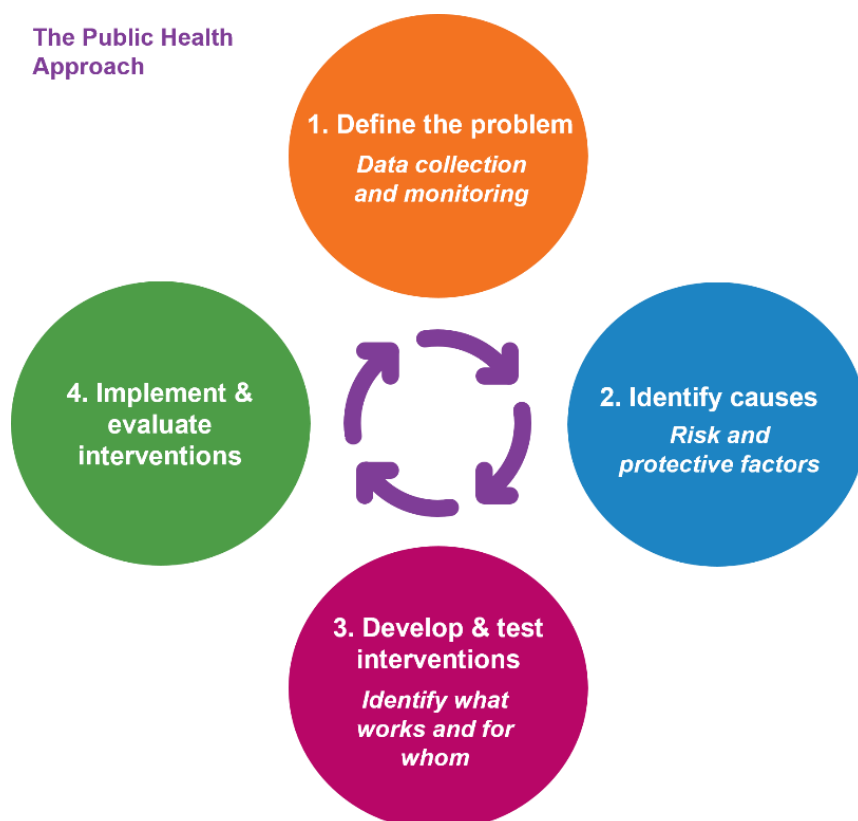 The Public Health
Approach
1. Define the problem
Data collection
and monitoring
2. Identify causes
Risk and
protective factors
3. Develop & test
interventions
Identify what
works and for
whom
4. Implement &
evaluate
interventions